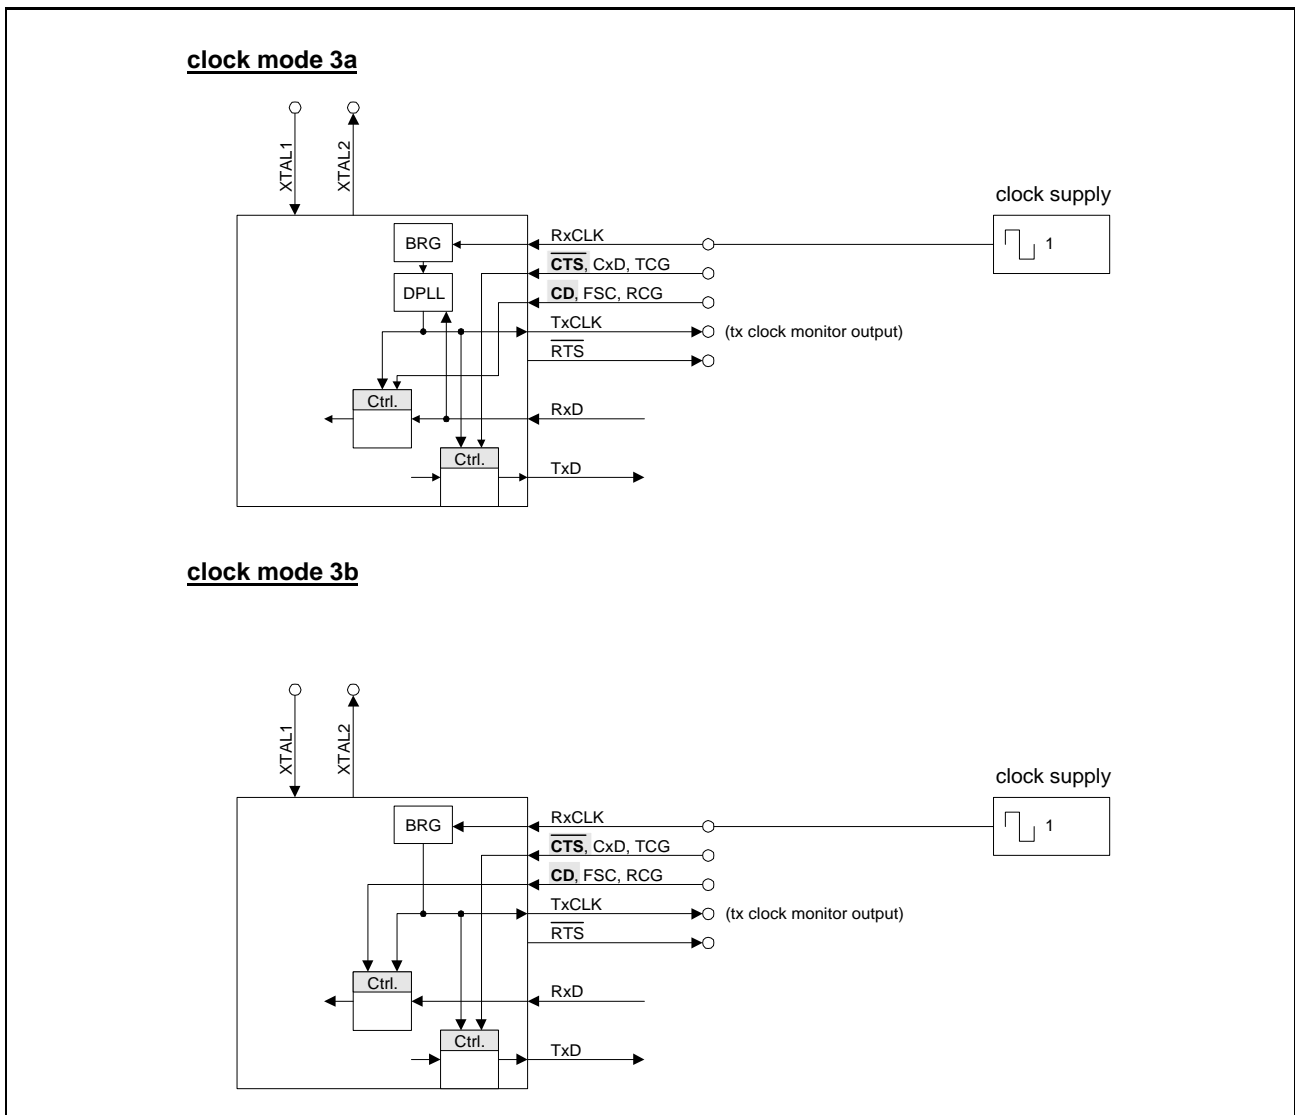 clock mode 3a
XTAL1
XTAL2
clock supply
BRG
RxCLK
1
CTS, CxD, TCG
DPLL
CD, FSC, RCG
TxCLK
(tx clock monitor output)
RTS
Ctrl.
RxD
Ctrl.
TxD
clock mode 3b
XTAL1
XTAL2
clock supply
BRG
RxCLK
1
CTS, CxD, TCG
CD, FSC, RCG
TxCLK
(tx clock monitor output)
RTS
Ctrl.
RxD
Ctrl.
TxD